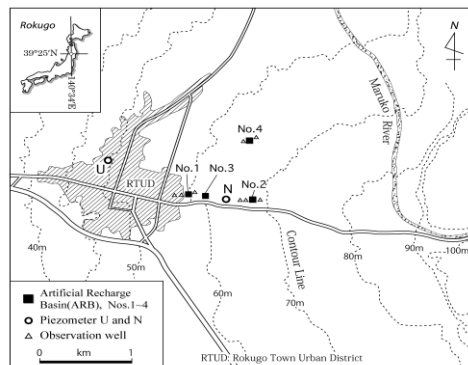 Rokugo
39°25'N
140°34'E
N
Maruko River
No.4
No.1
No.3
No.2
N
U
RTUD
Contour Line
40m
50m
60m
70m
80m
90m
100m
Artificial Recharge
Basin(ARB), Nos.1–4
Piezometer U and N
Observation well
0 km 1
RTUD: Rokugo Town Urban District